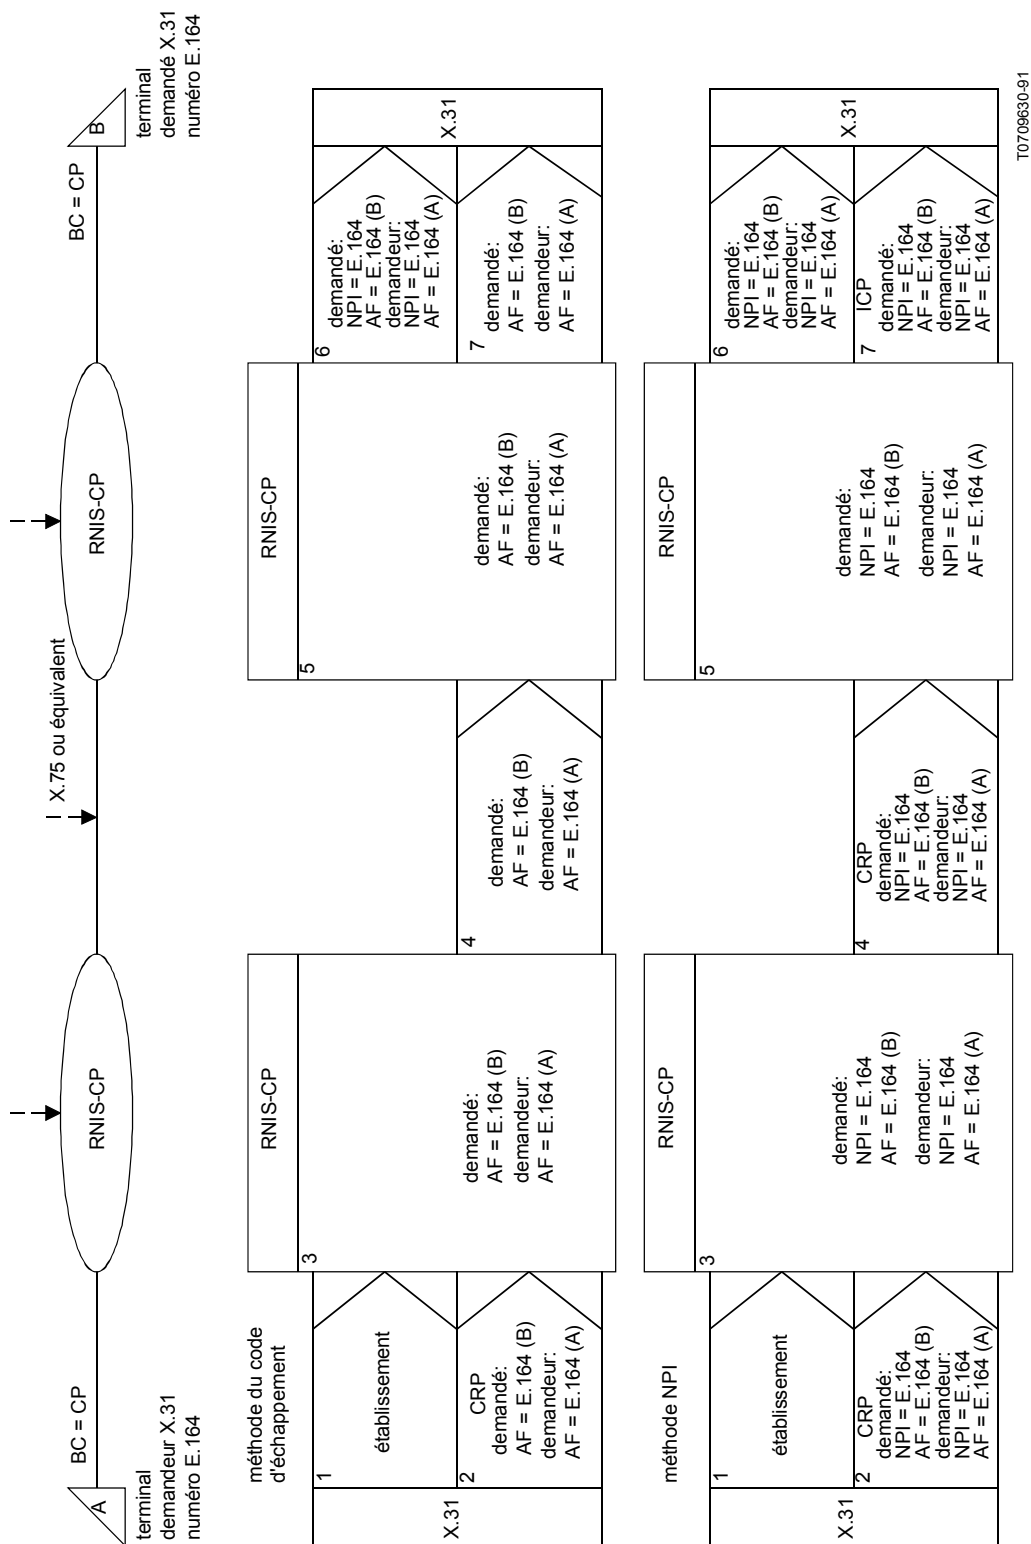 A
BC = CP
RNIS-CP
X.75 ou équivalent
RNIS-CP
BC = CP
B
terminal
demandeur X.31
numéro E.164
terminal
demandé X.31
numéro E.164
méthode du code
d'échappement
X.31
1
établissement
2
CRP
demandé:
AF = E.164 (B)
demandeur:
AF = E.164 (A)
RNIS-CP
3
demandé:
AF = E.164 (B)
demandeur:
AF = E.164 (A)
4
demandé:
AF = E.164 (B)
demandeur:
AF = E.164 (A)
RNIS-CP
5
demandé:
AF = E.164 (B)
demandeur:
AF = E.164 (A)
6
demandé:
NPI = E.164
AF = E.164 (B)
demandeur:
NPI = E.164
AF = E.164 (A)
7
demandé:
AF = E.164 (B)
demandeur:
AF = E.164 (A)
X.31
méthode NPI
X.31
1
établissement
2
CRP
demandé:
NPI = E.164
AF = E.164 (B)
demandeur:
NPI = E.164
AF = E.164 (A)
RNIS-CP
3
demandé:
NPI = E.164
AF = E.164 (B)
demandeur:
NPI = E.164
AF = E.164 (A)
4
CRP
demandé:
NPI = E.164
AF = E.164 (B)
demandeur:
NPI = E.164
AF = E.164 (A)
RNIS-CP
5
demandé:
NPI = E.164
AF = E.164 (B)
demandeur:
NPI = E.164
AF = E.164 (A)
6
demandé:
NPI = E.164
AF = E.164 (B)
demandeur:
NPI = E.164
AF = E.164 (A)
7
ICP
demandé:
NPI = E.164
AF = E.164 (B)
demandeur:
NPI = E.164
AF = E.164 (A)
X.31
T0709630-91